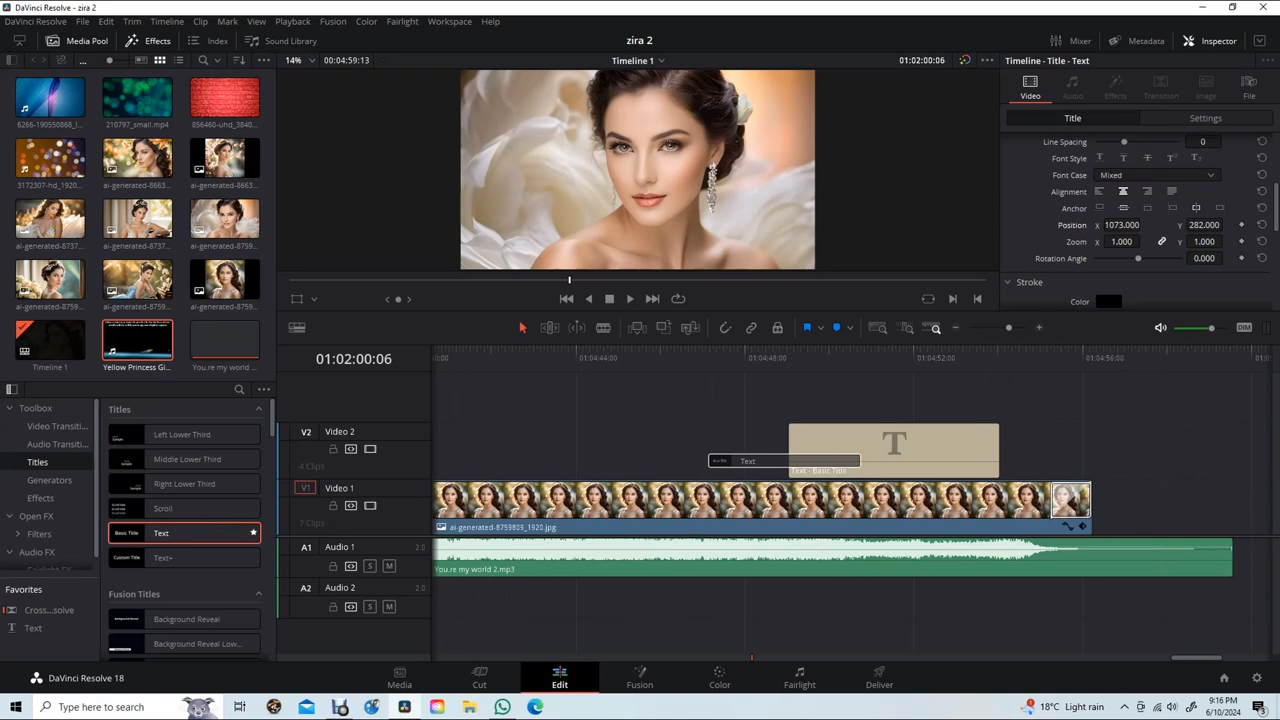 DaVinci Resolve - zira 2
DaVinci Resolve File Edit Trim Timeline Clip Mark View Playback Fusion Color Fairlight Workspace Help
Media Pool Effects Index Sound Library
zira 2
Mixer Metadata Inspector
14% 00:04:59:13
Timeline 1
01:02:00:06
Timeline - Title - Text
Video Audio Effects Transition Image File
Title Settings
6266-190550868_l...
210797_small.mp4
856460-uhd_3840...
3172307-hd_1920...
ai-generated-8663...
ai-generated-8663...
ai-generated-8737...
ai-generated-8737...
ai-generated-8759...
ai-generated-8759...
ai-generated-8759...
ai-generated-8759...
Timeline 1
Yellow Princess Gi...
You.re my world ...
Line Spacing 0
Font Style
Font Case Mixed
Alignment
Anchor
Position X 1073.000 Y 282.000
Zoom X 1.000 Y 1.000
Rotation Angle 0.000
Stroke
Color
DIM
01:02:00:06
01:04:44:00 01:04:48:00 01:04:52:00 01:04:56:00
Toolbox
Video Transiti...
Audio Transiti...
Titles
Generators
Effects
Open FX
Filters
Audio FX
Favorites
Cross...solve
Text
Titles
Left Lower Third
Middle Lower Third
Right Lower Third
Scroll
Basic Title Text
Custom Title Text+
Fusion Titles
Background Reveal
Background Reveal Low...
V2 Video 2
4 Clips
Text
T
Text - Basic Title
V1 Video 1
7 Clips
ai-generated-8759803_1920.jpg
A1 Audio 1 2.0
S M
You.re my world 2.mp3
A2 Audio 2 2.0
S M
DaVinci Resolve 18
Media Cut Edit Fusion Color Fairlight Deliver
Type here to search
18°C Light rain
9:16 PM
6/10/2024
3